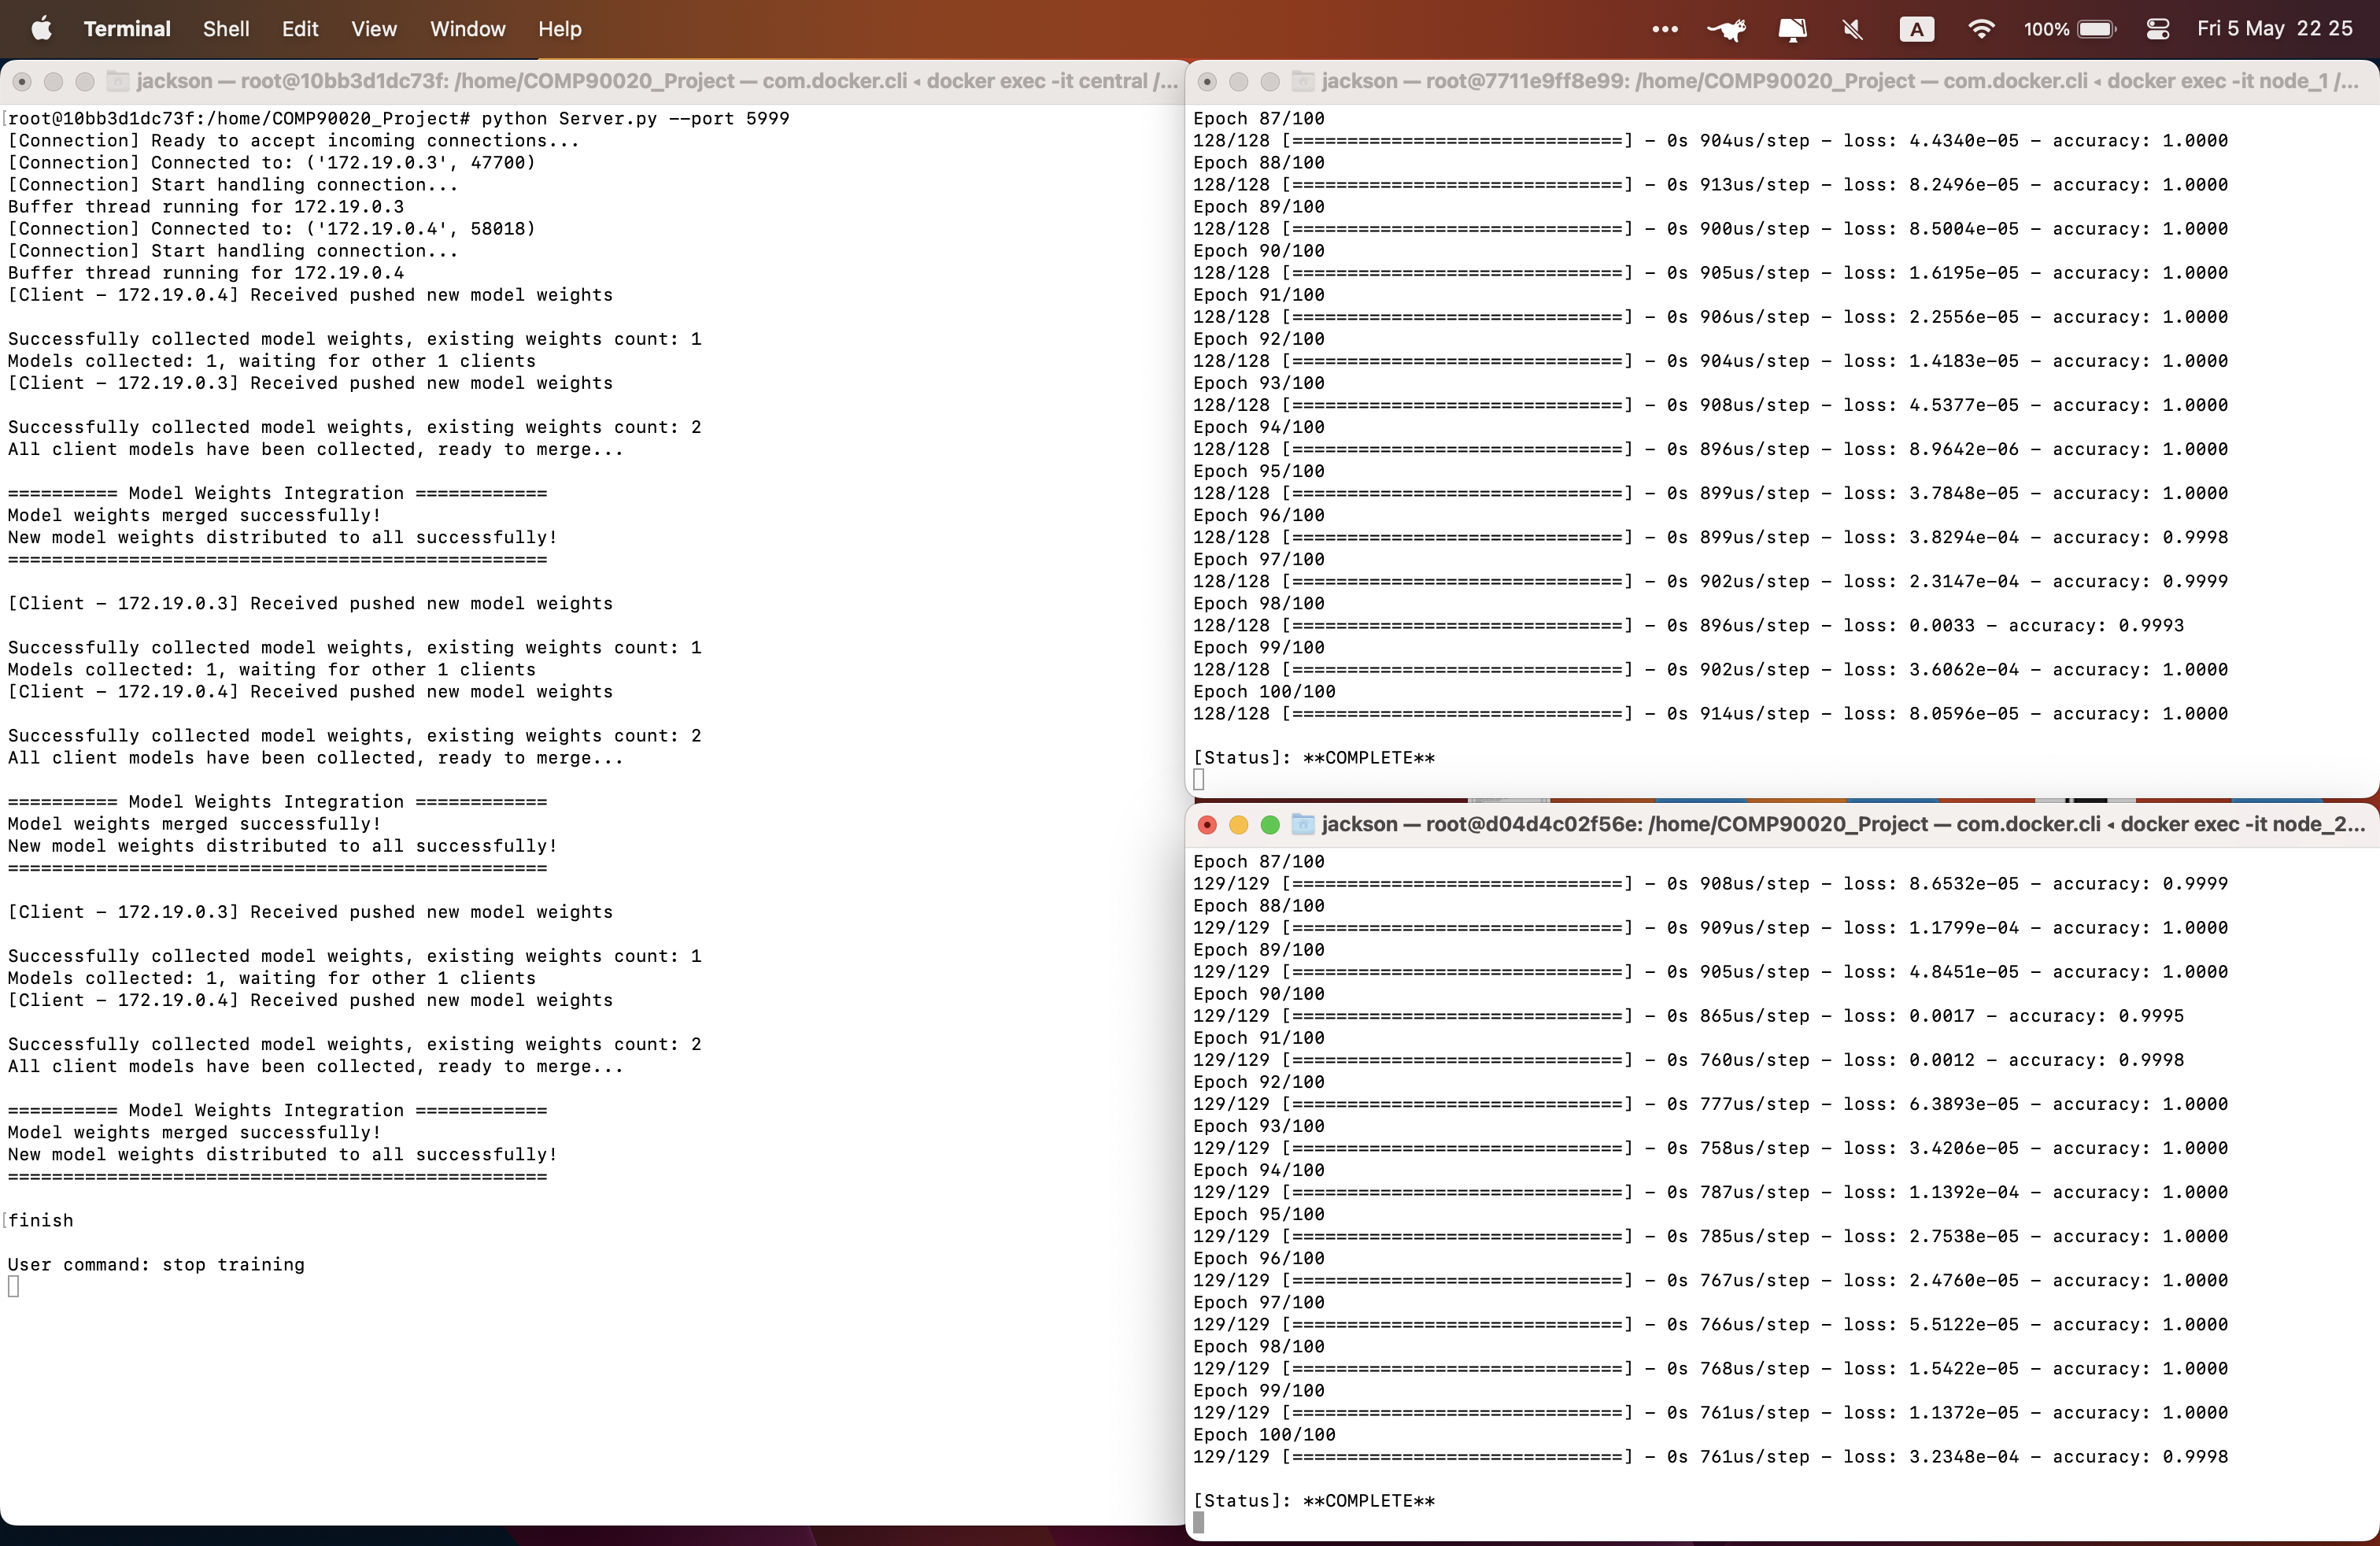 Terminal Shell Edit View Window Help ••• A 100% Fri 5 May 22 25
jackson — root@10bb3d1dc73f: /home/COMP90020_Project — com.docker.cli ◂ docker exec -it central /...
[root@10bb3d1dc73f:/home/COMP90020_Project# python Server.py --port 5999
[Connection] Ready to accept incoming connections...
[Connection] Connected to: ('172.19.0.3', 47700)
[Connection] Start handling connection...
Buffer thread running for 172.19.0.3
[Connection] Connected to: ('172.19.0.4', 58018)
[Connection] Start handling connection...
Buffer thread running for 172.19.0.4
[Client - 172.19.0.4] Received pushed new model weights
Successfully collected model weights, existing weights count: 1
Models collected: 1, waiting for other 1 clients
[Client - 172.19.0.3] Received pushed new model weights
Successfully collected model weights, existing weights count: 2
All client models have been collected, ready to merge...
========== Model Weights Integration ============
Model weights merged successfully!
New model weights distributed to all successfully!
=================================================
[Client - 172.19.0.3] Received pushed new model weights
Successfully collected model weights, existing weights count: 1
Models collected: 1, waiting for other 1 clients
[Client - 172.19.0.4] Received pushed new model weights
Successfully collected model weights, existing weights count: 2
All client models have been collected, ready to merge...
========== Model Weights Integration ============
Model weights merged successfully!
New model weights distributed to all successfully!
=================================================
[Client - 172.19.0.3] Received pushed new model weights
Successfully collected model weights, existing weights count: 1
Models collected: 1, waiting for other 1 clients
[Client - 172.19.0.4] Received pushed new model weights
Successfully collected model weights, existing weights count: 2
All client models have been collected, ready to merge...
========== Model Weights Integration ============
Model weights merged successfully!
New model weights distributed to all successfully!
=================================================
[finish
User command: stop training
jackson — root@7711e9ff8e99: /home/COMP90020_Project — com.docker.cli ◂ docker exec -it node_1 /...
Epoch 87/100
128/128 [==============================] - 0s 904us/step - loss: 4.4340e-05 - accuracy: 1.0000
Epoch 88/100
128/128 [==============================] - 0s 913us/step - loss: 8.2496e-05 - accuracy: 1.0000
Epoch 89/100
128/128 [==============================] - 0s 900us/step - loss: 8.5004e-05 - accuracy: 1.0000
Epoch 90/100
128/128 [==============================] - 0s 905us/step - loss: 1.6195e-05 - accuracy: 1.0000
Epoch 91/100
128/128 [==============================] - 0s 906us/step - loss: 2.2556e-05 - accuracy: 1.0000
Epoch 92/100
128/128 [==============================] - 0s 904us/step - loss: 1.4183e-05 - accuracy: 1.0000
Epoch 93/100
128/128 [==============================] - 0s 908us/step - loss: 4.5377e-05 - accuracy: 1.0000
Epoch 94/100
128/128 [==============================] - 0s 896us/step - loss: 8.9642e-06 - accuracy: 1.0000
Epoch 95/100
128/128 [==============================] - 0s 899us/step - loss: 3.7848e-05 - accuracy: 1.0000
Epoch 96/100
128/128 [==============================] - 0s 899us/step - loss: 3.8294e-04 - accuracy: 0.9998
Epoch 97/100
128/128 [==============================] - 0s 902us/step - loss: 2.3147e-04 - accuracy: 0.9999
Epoch 98/100
128/128 [==============================] - 0s 896us/step - loss: 0.0033 - accuracy: 0.9993
Epoch 99/100
128/128 [==============================] - 0s 902us/step - loss: 3.6062e-04 - accuracy: 1.0000
Epoch 100/100
128/128 [==============================] - 0s 914us/step - loss: 8.0596e-05 - accuracy: 1.0000
[Status]: **COMPLETE**
jackson — root@d04d4c02f56e: /home/COMP90020_Project — com.docker.cli ◂ docker exec -it node_2...
Epoch 87/100
129/129 [==============================] - 0s 908us/step - loss: 8.6532e-05 - accuracy: 0.9999
Epoch 88/100
129/129 [==============================] - 0s 909us/step - loss: 1.1799e-04 - accuracy: 1.0000
Epoch 89/100
129/129 [==============================] - 0s 905us/step - loss: 4.8451e-05 - accuracy: 1.0000
Epoch 90/100
129/129 [==============================] - 0s 865us/step - loss: 0.0017 - accuracy: 0.9995
Epoch 91/100
129/129 [==============================] - 0s 760us/step - loss: 0.0012 - accuracy: 0.9998
Epoch 92/100
129/129 [==============================] - 0s 777us/step - loss: 6.3893e-05 - accuracy: 1.0000
Epoch 93/100
129/129 [==============================] - 0s 758us/step - loss: 3.4206e-05 - accuracy: 1.0000
Epoch 94/100
129/129 [==============================] - 0s 787us/step - loss: 1.1392e-04 - accuracy: 1.0000
Epoch 95/100
129/129 [==============================] - 0s 785us/step - loss: 2.7538e-05 - accuracy: 1.0000
Epoch 96/100
129/129 [==============================] - 0s 767us/step - loss: 2.4760e-05 - accuracy: 1.0000
Epoch 97/100
129/129 [==============================] - 0s 766us/step - loss: 5.5122e-05 - accuracy: 1.0000
Epoch 98/100
129/129 [==============================] - 0s 768us/step - loss: 1.5422e-05 - accuracy: 1.0000
Epoch 99/100
129/129 [==============================] - 0s 761us/step - loss: 1.1372e-05 - accuracy: 1.0000
Epoch 100/100
129/129 [==============================] - 0s 761us/step - loss: 3.2348e-04 - accuracy: 0.9998
[Status]: **COMPLETE**